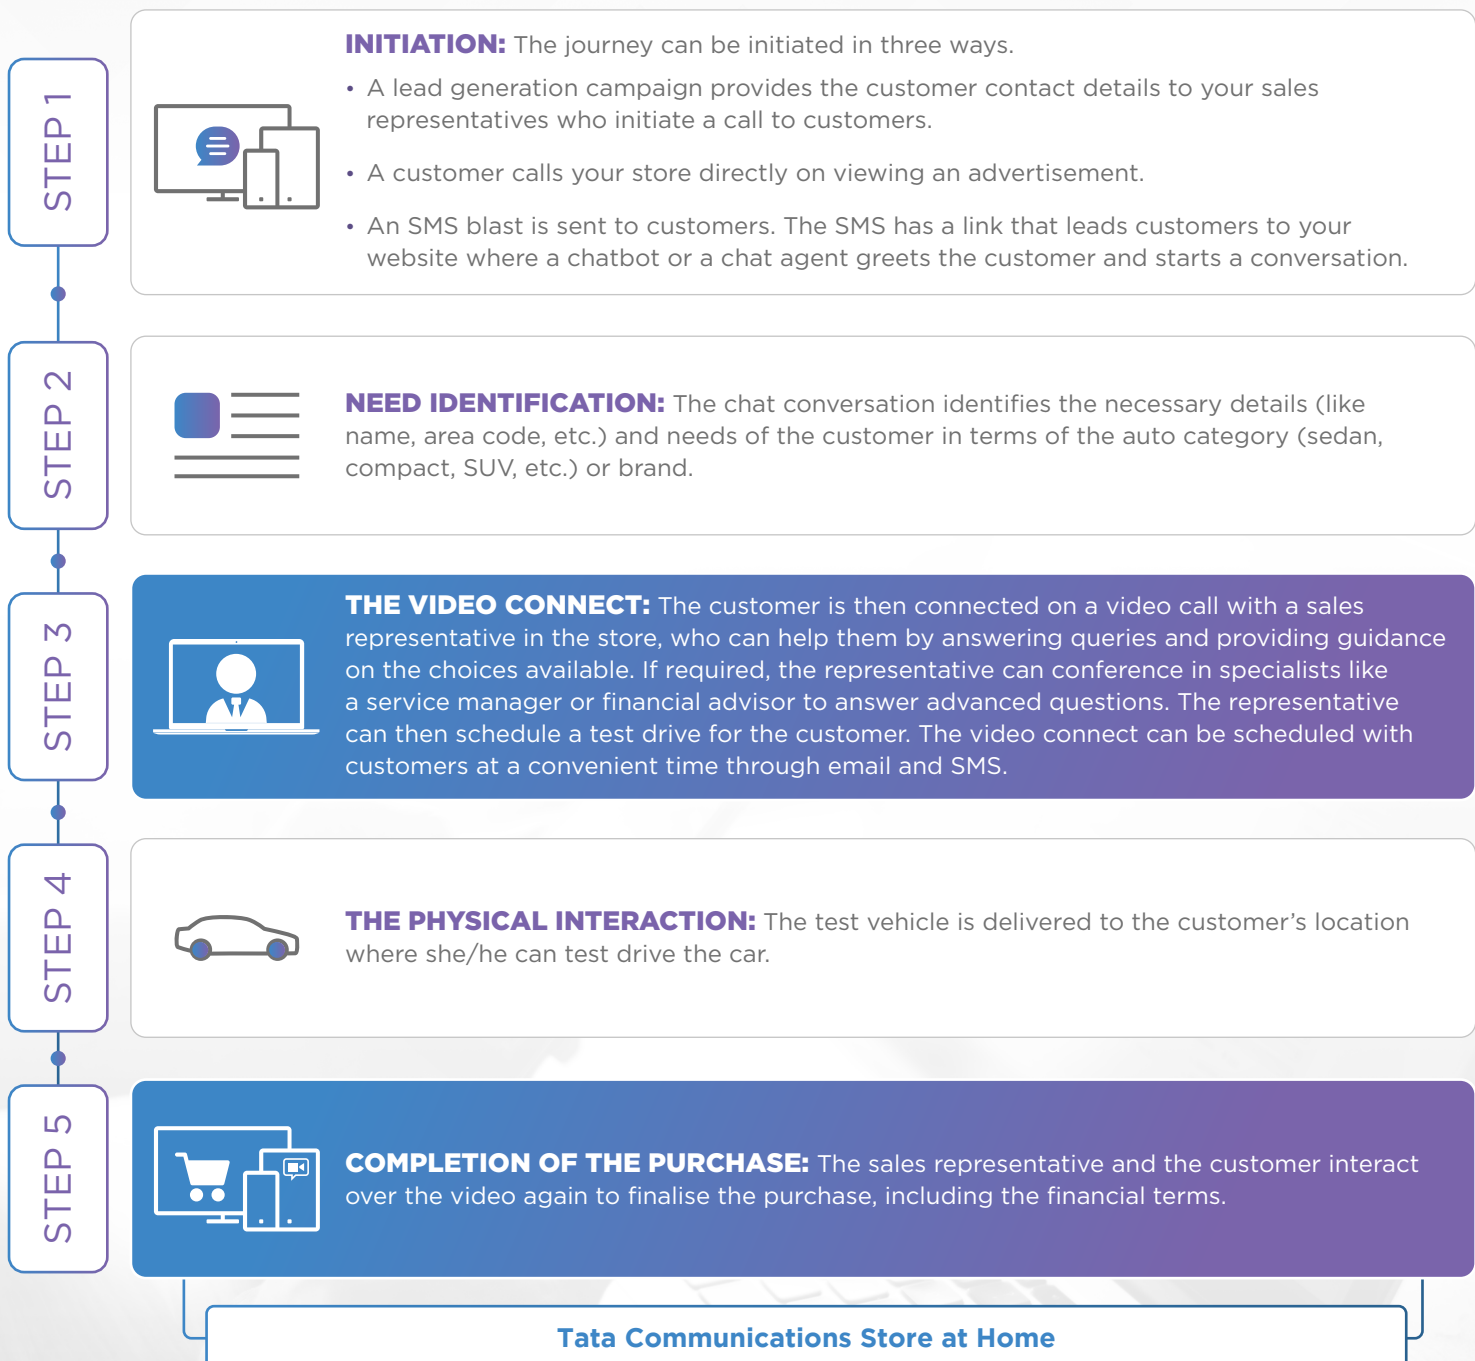 STEP 1
INITIATION: The journey can be initiated in three ways.
• A lead generation campaign provides the customer contact details to your sales
representatives who initiate a call to customers.
• A customer calls your store directly on viewing an advertisement.
• An SMS blast is sent to customers. The SMS has a link that leads customers to your
website where a chatbot or a chat agent greets the customer and starts a conversation.
STEP 2
NEED IDENTIFICATION: The chat conversation identifies the necessary details (like
name, area code, etc.) and needs of the customer in terms of the auto category (sedan,
compact, SUV, etc.) or brand.
STEP 3
THE VIDEO CONNECT: The customer is then connected on a video call with a sales
representative in the store, who can help them by answering queries and providing guidance
on the choices available. If required, the representative can conference in specialists like
a service manager or financial advisor to answer advanced questions. The representative
can then schedule a test drive for the customer. The video connect can be scheduled with
customers at a convenient time through email and SMS.
STEP 4
THE PHYSICAL INTERACTION: The test vehicle is delivered to the customer’s location
where she/he can test drive the car.
STEP 5
COMPLETION OF THE PURCHASE: The sales representative and the customer interact
over the video again to finalise the purchase, including the financial terms.
Tata Communications Store at Home